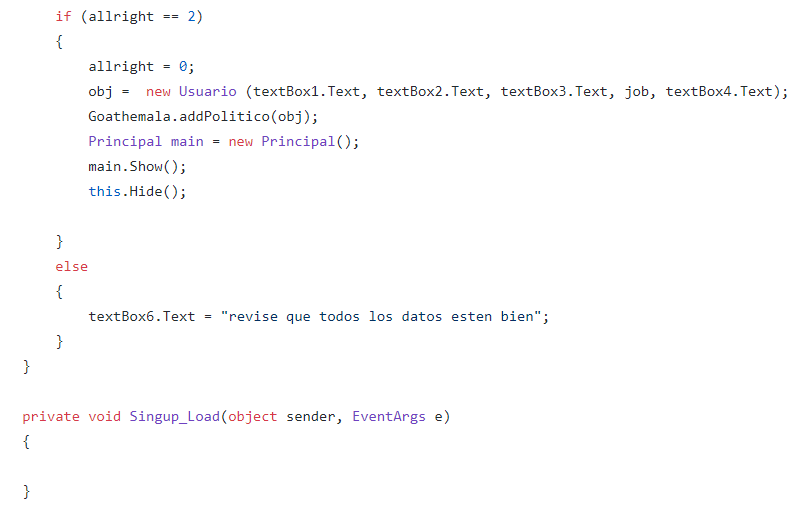 if (allright == 2)
{
allright = 0;
obj =  new Usuario (textBox1.Text, textBox2.Text, textBox3.Text, job, textBox4.Text);
Goathemala.addPolitico(obj);
Principal main = new Principal();
main.Show();
this.Hide();
}
else
{
textBox6.Text = "revise que todos los datos esten bien";
}
}
private void Singup_Load(object sender, EventArgs e)
{
}